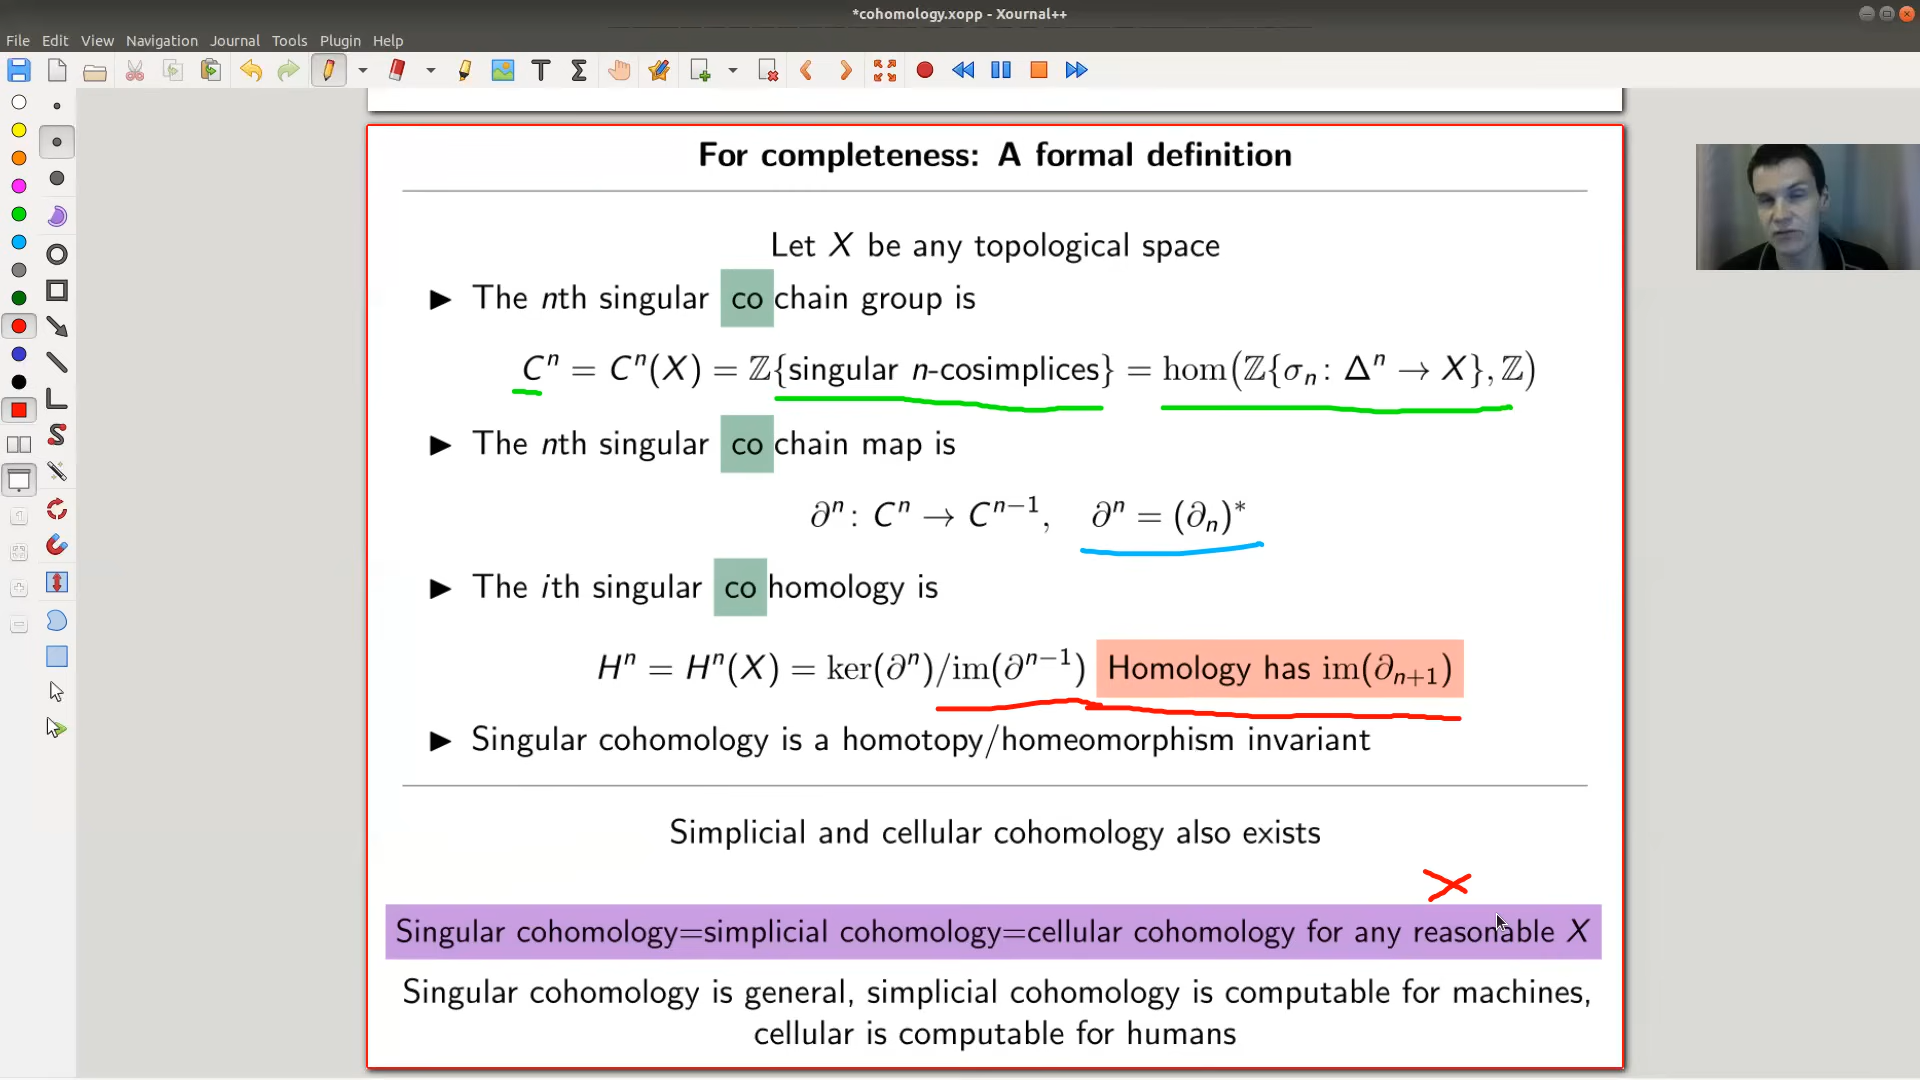 *cohomology.xopp - Xournal++
File Edit View Navigation Journal Tools Plugin Help
For completeness: A formal definition
Let X be any topological space
▶ The nth singular co chain group is
Cⁿ = Cⁿ(X) = ℤ{singular n-cosimplices} = hom(ℤ{σₙ: Δⁿ → X}, ℤ)
▶ The nth singular co chain map is
∂ⁿ: Cⁿ → Cⁿ⁻¹, ∂ⁿ = (∂ₙ)*
▶ The ith singular co homology is
Hⁿ = Hⁿ(X) = ker(∂ⁿ)/im(∂ⁿ⁻¹) Homology has im(∂ₙ₊₁)
▶ Singular cohomology is a homotopy/homeomorphism invariant
Simplicial and cellular cohomology also exists
Singular cohomology=simplicial cohomology=cellular cohomology for any reasonable X
Singular cohomology is general, simplicial cohomology is computable for machines,
cellular is computable for humans